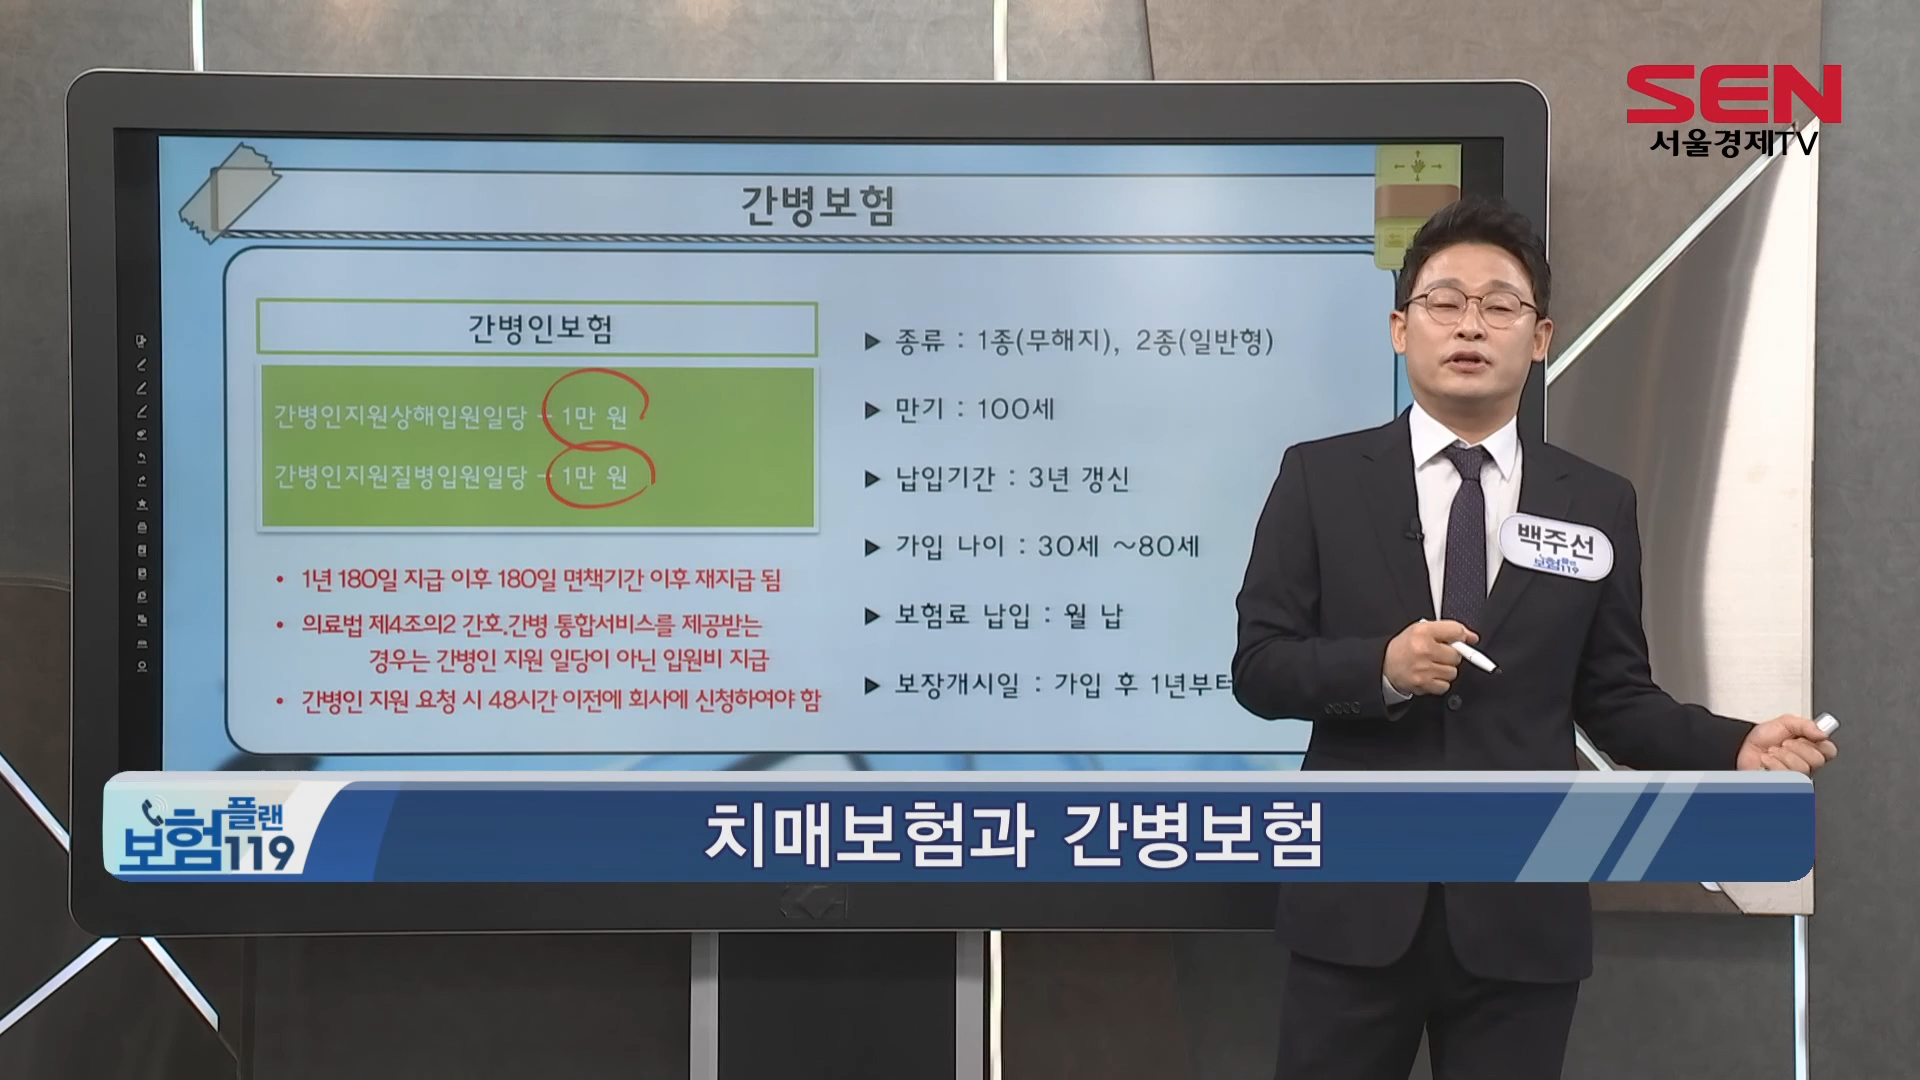 SEN
서울경제TV
간병보험
간병인보험
간병인지원상해입원일당 - 1만 원
간병인지원질병입원일당 - 1만 원
• 1년 180일 지급 이후 180일 면책기간 이후 재지급 됨
• 의료법 제4조의2 간호.간병 통합서비스를 제공받는
경우는 간병인 지원 일당이 아닌 입원비 지급
• 간병인 지원 요청 시 48시간 이전에 회사에 신청하여야 함
▶ 종류 : 1종(무해지), 2종(일반형)
▶ 만기 : 100세
▶ 납입기간 : 3년 갱신
▶ 가입 나이 : 30세 ~80세
▶ 보험료 납입 : 월 납
▶ 보장개시일 : 가입 후 1년부터
백주선
보험플랜119
보험플랜119
치매보험과 간병보험